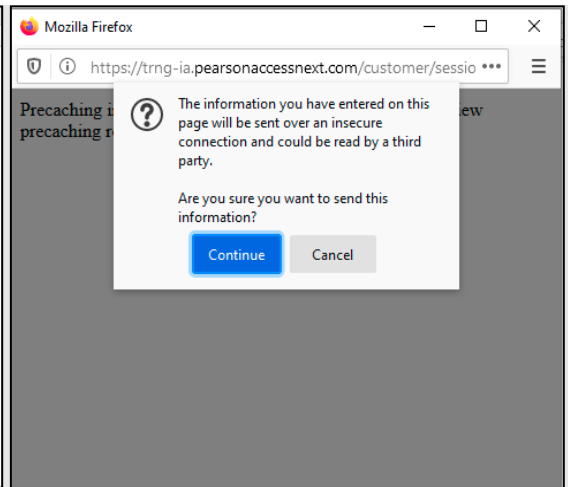 Mozilla Firefox
https://trng-ia.pearsonaccessnext.com/customer/sessio
The information you have entered on this
page will be sent over an insecure
connection and could be read by a third
party.
Are you sure you want to send this
information?
Continue
Cancel
Precaching
precaching